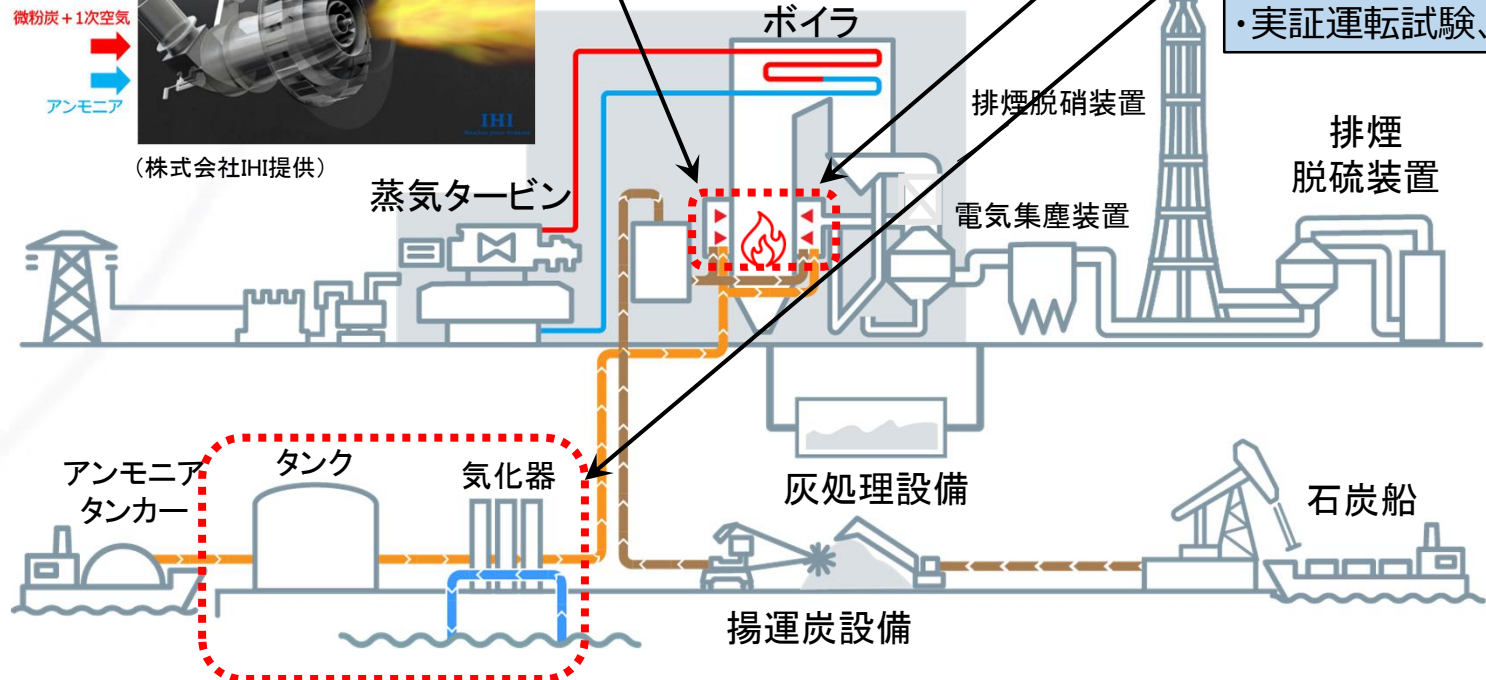 微粉炭+1次空気
アンモニア
IHI
(株式会社IHI提供)
ボイラ
・実証運転試験、
排煙脱硝装置
排煙
脱硫装置
蒸気タービン
電気集塵装置
アンモニア
タンカー
タンク
気化器
灰処理設備
石炭船
揚運炭設備